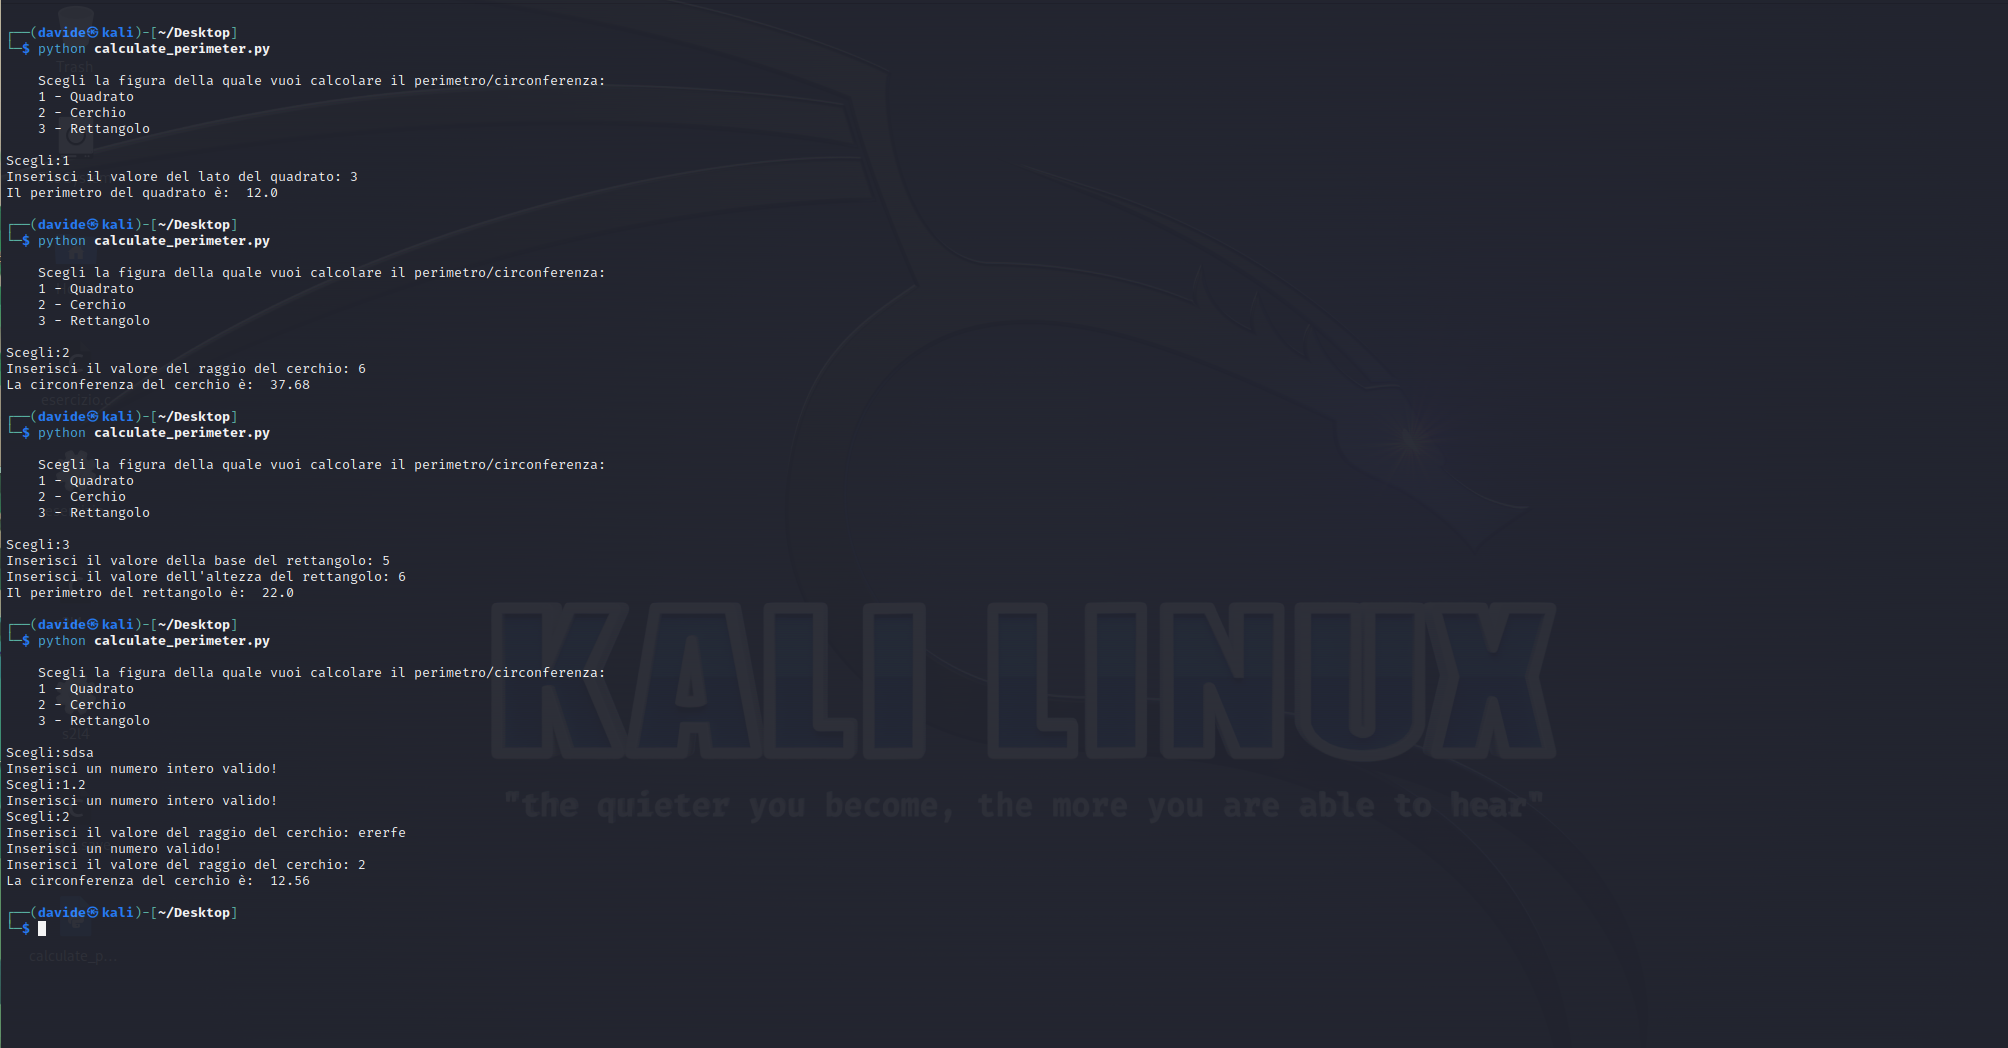 ┌──(davide㉿kali)-[~/Desktop]
└─$ python calculate_perimeter.py
Scegli la figura della quale vuoi calcolare il perimetro/circonferenza:
1 - Quadrato
2 - Cerchio
3 - Rettangolo
Scegli:1
Inserisci il valore del lato del quadrato: 3
Il perimetro del quadrato è:  12.0
┌──(davide㉿kali)-[~/Desktop]
└─$ python calculate_perimeter.py
Scegli la figura della quale vuoi calcolare il perimetro/circonferenza:
1 - Quadrato
2 - Cerchio
3 - Rettangolo
Scegli:2
Inserisci il valore del raggio del cerchio: 6
La circonferenza del cerchio è:  37.68
┌──(davide㉿kali)-[~/Desktop]
└─$ python calculate_perimeter.py
Scegli la figura della quale vuoi calcolare il perimetro/circonferenza:
1 - Quadrato
2 - Cerchio
3 - Rettangolo
Scegli:3
Inserisci il valore della base del rettangolo: 5
Inserisci il valore dell'altezza del rettangolo: 6
Il perimetro del rettangolo è:  22.0
┌──(davide㉿kali)-[~/Desktop]
└─$ python calculate_perimeter.py
Scegli la figura della quale vuoi calcolare il perimetro/circonferenza:
1 - Quadrato
2 - Cerchio
3 - Rettangolo
Scegli:sdsa
Inserisci un numero intero valido!
Scegli:1.2
Inserisci un numero intero valido!
Scegli:2
Inserisci il valore del raggio del cerchio: ererfe
Inserisci un numero valido!
Inserisci il valore del raggio del cerchio: 2
La circonferenza del cerchio è:  12.56
┌──(davide㉿kali)-[~/Desktop]
└─$
KALI LINUX
"the quieter you become, the more you are able to hear"
Trash
esercizio.c
s2l4
calculate_p...